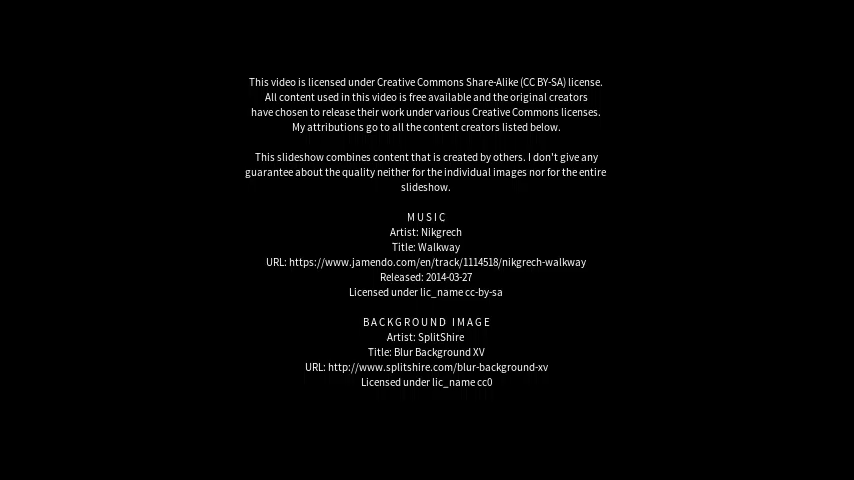 This video is licensed under Creative Commons Share-Alike (CC BY-SA) license.
All content used in this video is free available and the original creators
have chosen to release their work under various Creative Commons licenses.
My attributions go to all the content creators listed below.
This slideshow combines content that is created by others. I don't give any
guarantee about the quality neither for the individual images nor for the entire
slideshow.
M U S I C
Artist: Nikgrech
Title: Walkway
URL: https://www.jamendo.com/en/track/1114518/nikgrech-walkway
Released: 2014-03-27
Licensed under lic_name cc-by-sa
B A C K G R O U N D   I M A G E
Artist: SplitShire
Title: Blur Background XV
URL: http://www.splitshire.com/blur-background-xv
Licensed under lic_name cc0